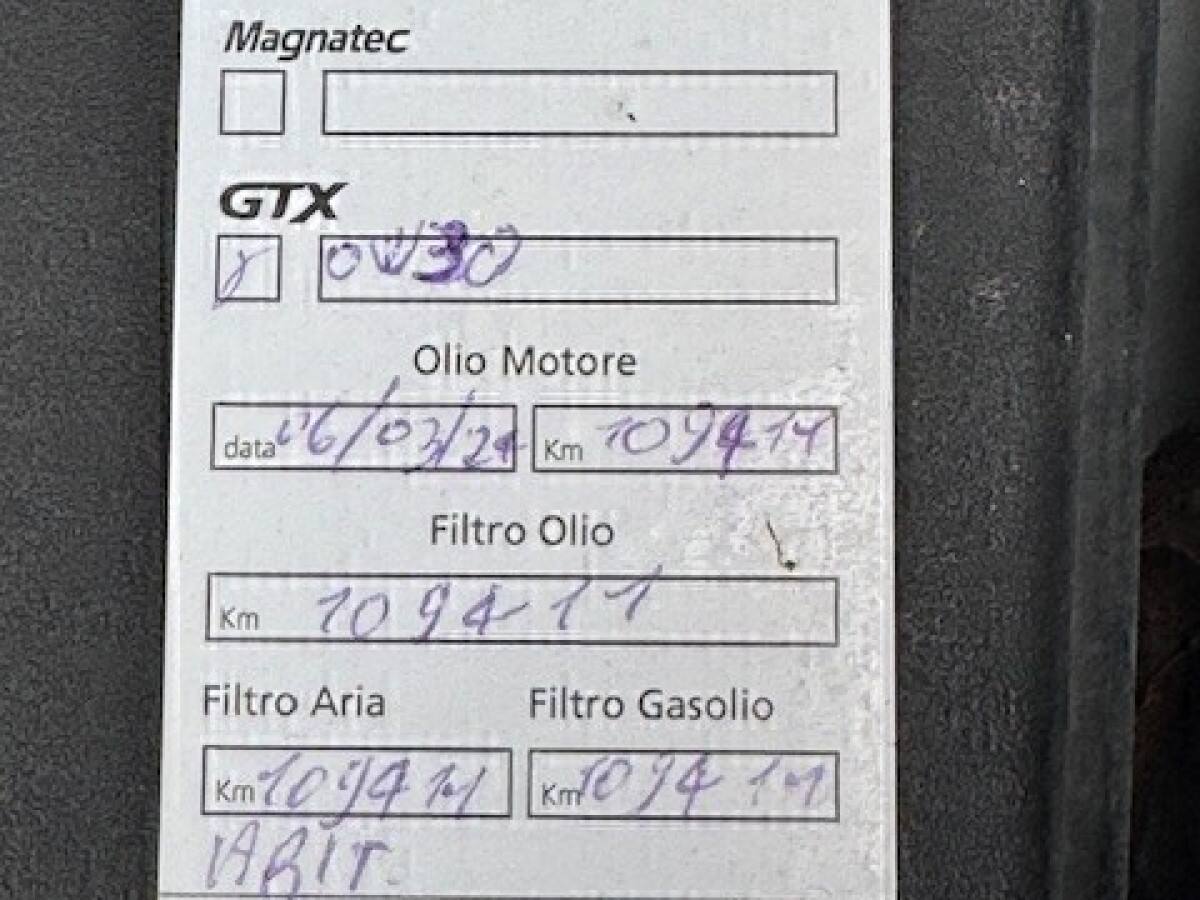 Magnatec
GTX
0W30
Olio Motore
data 06/03/24 Km 109411
Filtro Olio
Km 109411
Filtro Aria Filtro Gasolio
Km 109411 Km 109411
ABIT.